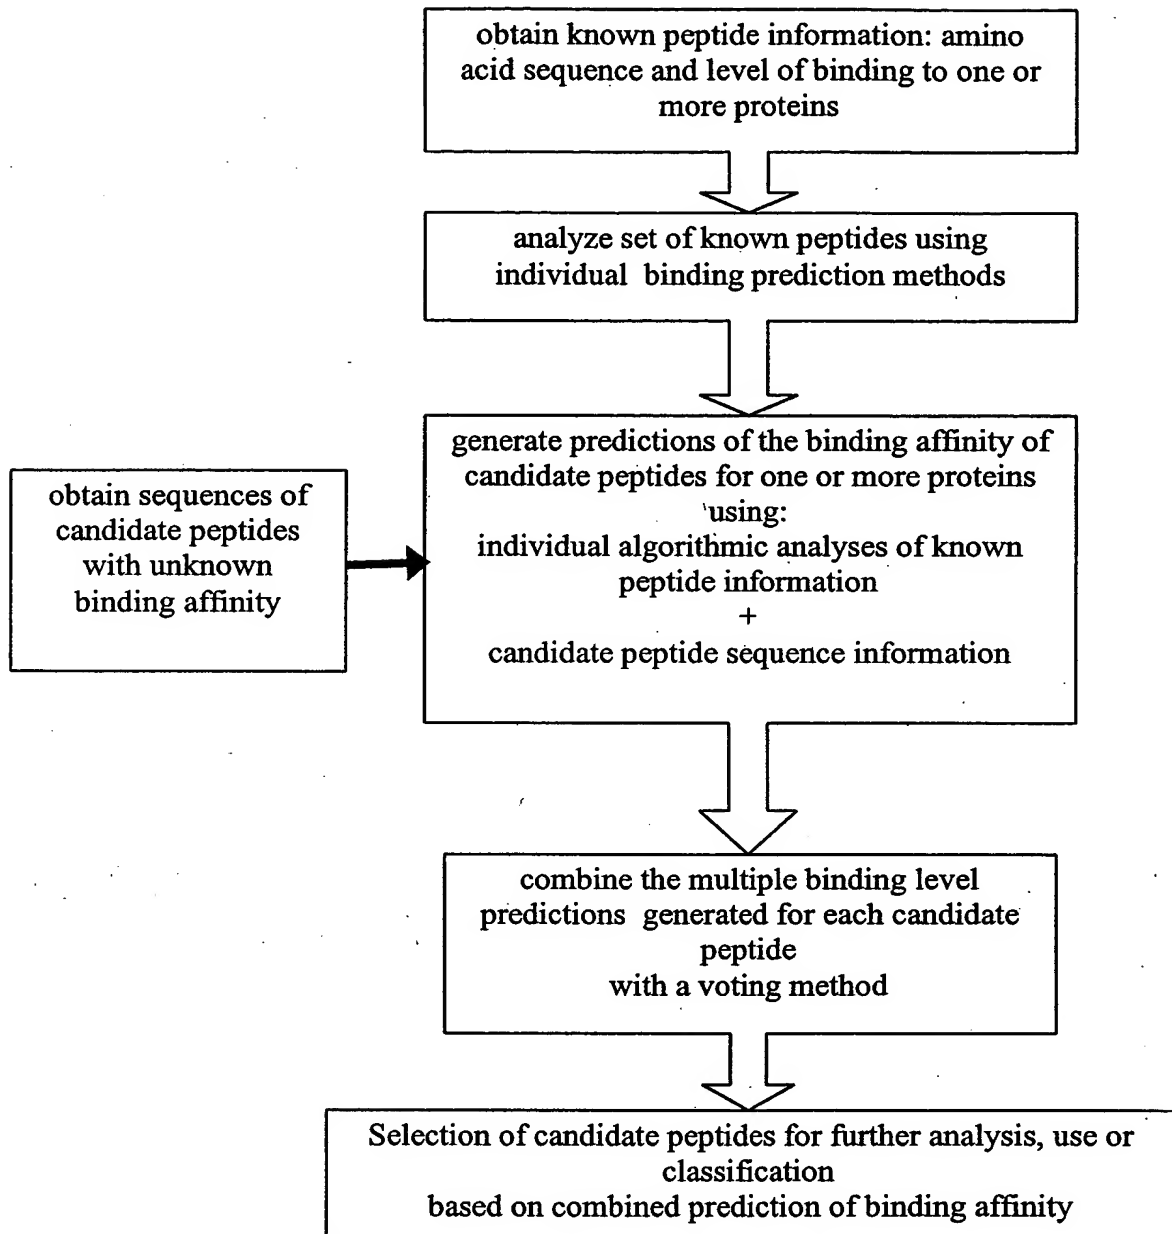 obtain known peptide information: amino
acid sequence and level of binding to one or
more proteins
analyze set of known peptides using
individual binding prediction methods
generate predictions of the binding affinity of
candidate peptides for one or more proteins
using:
individual algorithmic analyses of known
peptide information
+
candidate peptide sequence information
obtain sequences of
candidate peptides
with unknown
binding affinity
combine the multiple binding level
predictions generated for each candidate
peptide
with a voting method
Selection of candidate peptides for further analysis, use or
classification
based on combined prediction of binding affinity